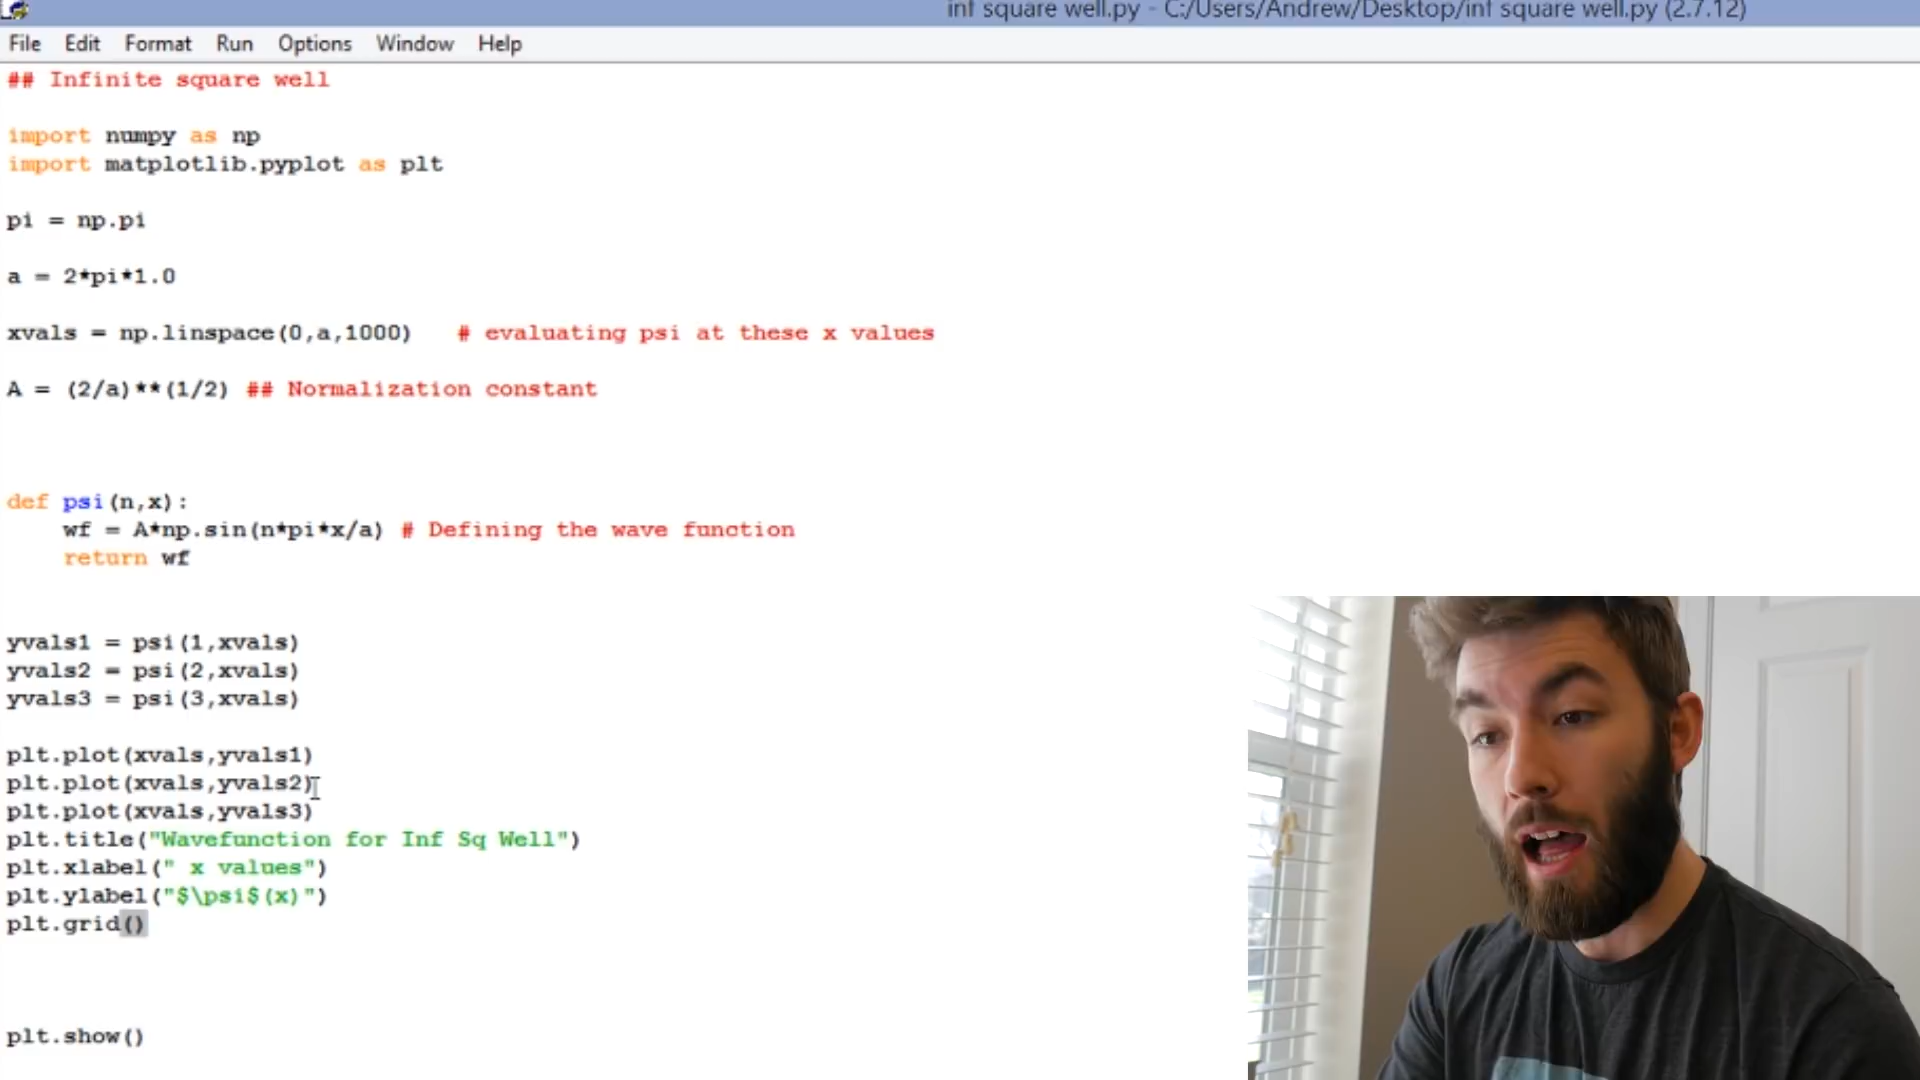 inf square well.py - C:/Users/Andrew/Desktop/inf square well.py (2.7.12)
File Edit Format Run Options Window Help
## Infinite square well
import numpy as np
import matplotlib.pyplot as plt
pi = np.pi
a = 2*pi*1.0
xvals = np.linspace(0,a,1000) # evaluating psi at these x values
A = (2/a)**(1/2) ## Normalization constant
def psi(n,x):
wf = A*np.sin(n*pi*x/a) # Defining the wave function
return wf
yvals1 = psi(1,xvals)
yvals2 = psi(2,xvals)
yvals3 = psi(3,xvals)
plt.plot(xvals,yvals1)
plt.plot(xvals,yvals2)
plt.plot(xvals,yvals3)
plt.title("Wavefunction for Inf Sq Well")
plt.xlabel(" x values")
plt.ylabel("$\psi$(x)")
plt.grid()
plt.show()